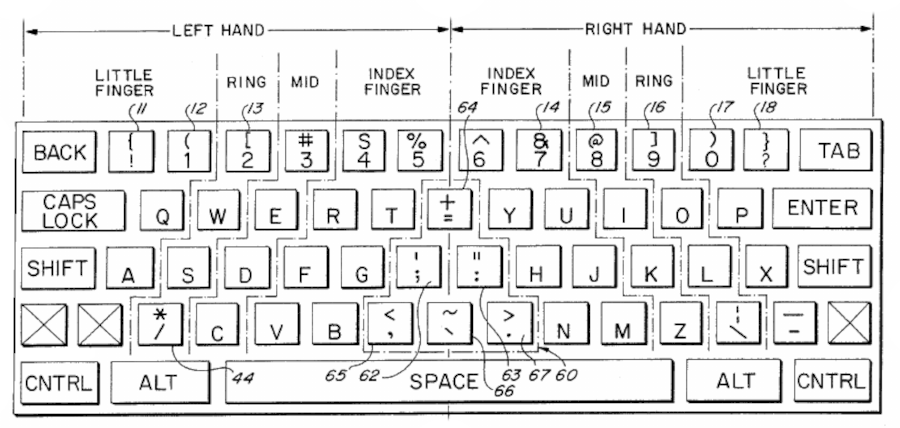 LEFT HAND RIGHT HAND
LITTLE FINGER RING MID INDEX FINGER INDEX FINGER MID RING LITTLE FINGER
11 12 13 64 14 15 16 17 18
BACK { ! ( 1 [ 2 # 3 S 4 % 5 ^ 6 & 7 @ 8 ] 9 ) 0 } ? TAB
CAPS LOCK Q W E R T + = Y U I O P ENTER
SHIFT A S D F G ' ; " : H J K L X SHIFT
* / C V B < , ~ ` > . N M Z ¦ \ _ –
44 65 62 63 67 60
66
CNTRL ALT SPACE ALT CNTRL